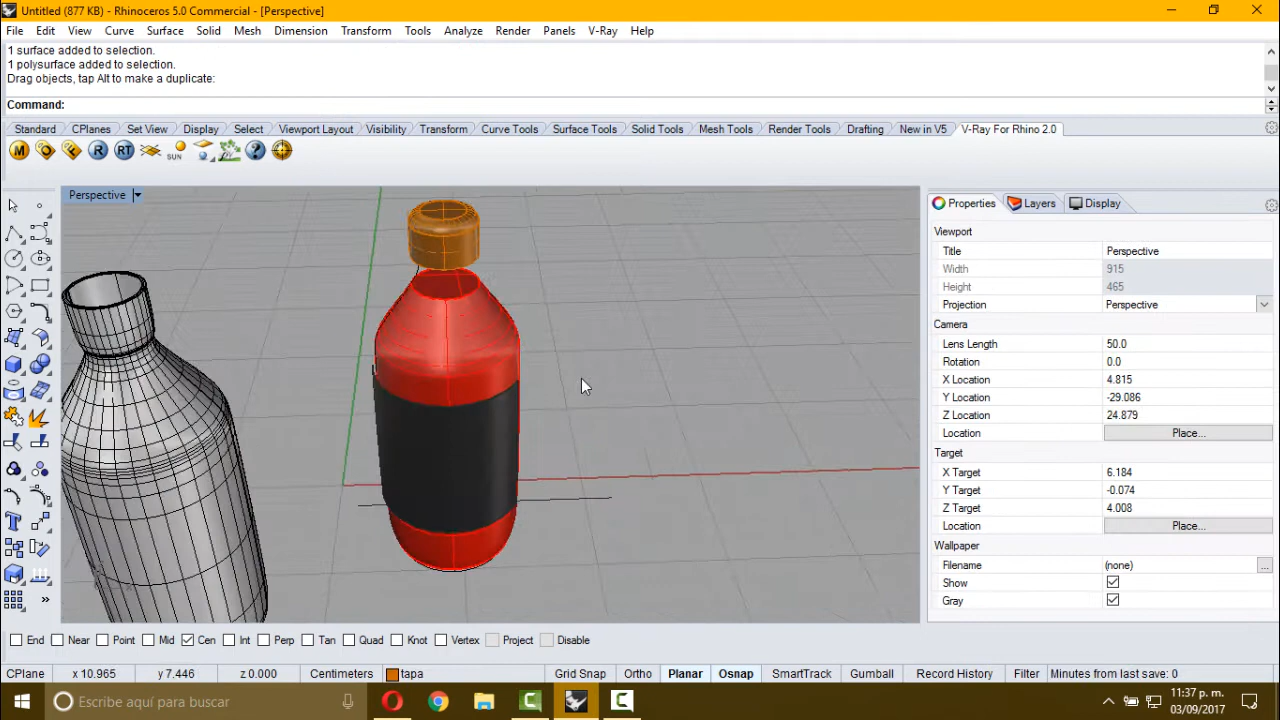 Untitled (877 KB) - Rhinoceros 5.0 Commercial - [Perspective]
File Edit View Curve Surface Solid Mesh Dimension Transform Tools Analyze Render Panels V-Ray Help
1 surface added to selection.
1 polysurface added to selection.
Drag objects, tap Alt to make a duplicate:
Command:
Standard CPlanes Set View Display Select Viewport Layout Visibility Transform Curve Tools Surface Tools Solid Tools Mesh Tools Render Tools Drafting New in V5 V-Ray For Rhino 2.0
M O F R RT SUN ?
Perspective
Properties Layers Display
Viewport
Title Perspective
Width 915
Height 465
Projection Perspective
Camera
Lens Length 50.0
Rotation 0.0
X Location 4.815
Y Location -29.086
Z Location 24.879
Location Place...
Target
X Target 6.184
Y Target -0.074
Z Target 4.008
Location Place...
Wallpaper
Filename (none) ...
Show
Gray
End Near Point Mid Cen Int Perp Tan Quad Knot Vertex Project Disable
CPlane x 10.965 y 7.446 z 0.000 Centimeters tapa Grid Snap Ortho Planar Osnap SmartTrack Gumball Record History Filter Minutes from last save: 0
Escribe aquí para buscar
11:37 p. m.
03/09/2017